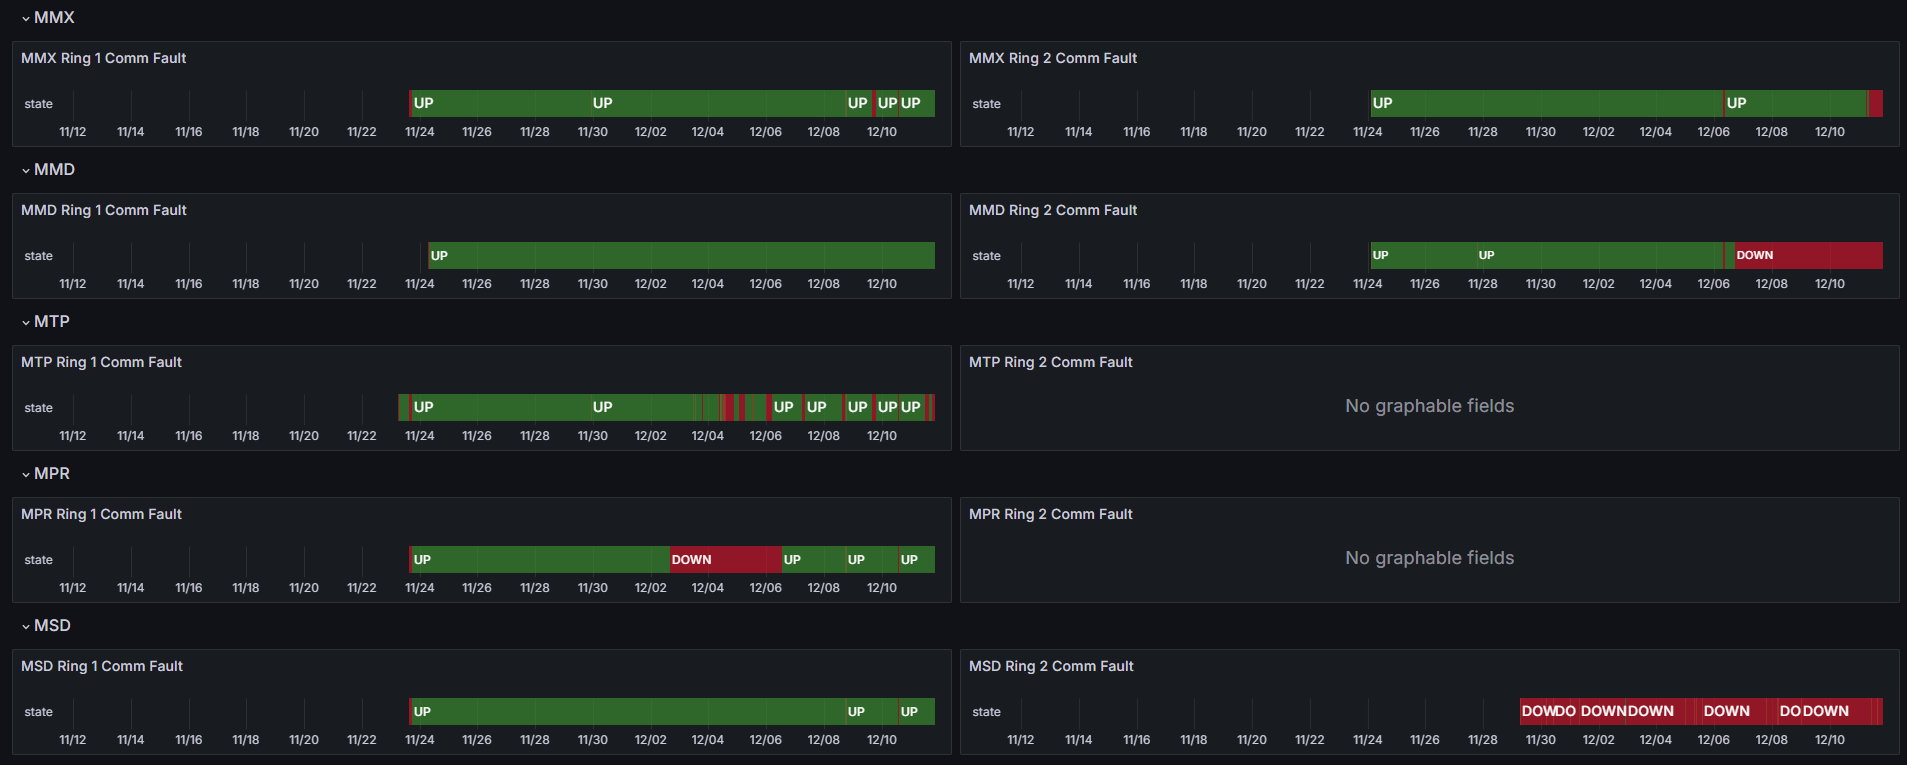 MMX
MMX Ring 1 Comm Fault
state
UP UP UP UP UP
11/12 11/14 11/16 11/18 11/20 11/22 11/24 11/26 11/28 11/30 12/02 12/04 12/06 12/08 12/10
MMX Ring 2 Comm Fault
state
UP UP
11/12 11/14 11/16 11/18 11/20 11/22 11/24 11/26 11/28 11/30 12/02 12/04 12/06 12/08 12/10
MMD
MMD Ring 1 Comm Fault
state
UP
11/12 11/14 11/16 11/18 11/20 11/22 11/24 11/26 11/28 11/30 12/02 12/04 12/06 12/08 12/10
MMD Ring 2 Comm Fault
state
UP UP DOWN
11/12 11/14 11/16 11/18 11/20 11/22 11/24 11/26 11/28 11/30 12/02 12/04 12/06 12/08 12/10
MTP
MTP Ring 1 Comm Fault
state
UP UP UP UP UP UP UP
11/12 11/14 11/16 11/18 11/20 11/22 11/24 11/26 11/28 11/30 12/02 12/04 12/06 12/08 12/10
MTP Ring 2 Comm Fault
No graphable fields
MPR
MPR Ring 1 Comm Fault
state
UP DOWN UP UP UP
11/12 11/14 11/16 11/18 11/20 11/22 11/24 11/26 11/28 11/30 12/02 12/04 12/06 12/08 12/10
MPR Ring 2 Comm Fault
No graphable fields
MSD
MSD Ring 1 Comm Fault
state
UP UP UP
11/12 11/14 11/16 11/18 11/20 11/22 11/24 11/26 11/28 11/30 12/02 12/04 12/06 12/08 12/10
MSD Ring 2 Comm Fault
state
DOW DO DOWN DOWN DOWN DO DOWN
11/12 11/14 11/16 11/18 11/20 11/22 11/24 11/26 11/28 11/30 12/02 12/04 12/06 12/08 12/10